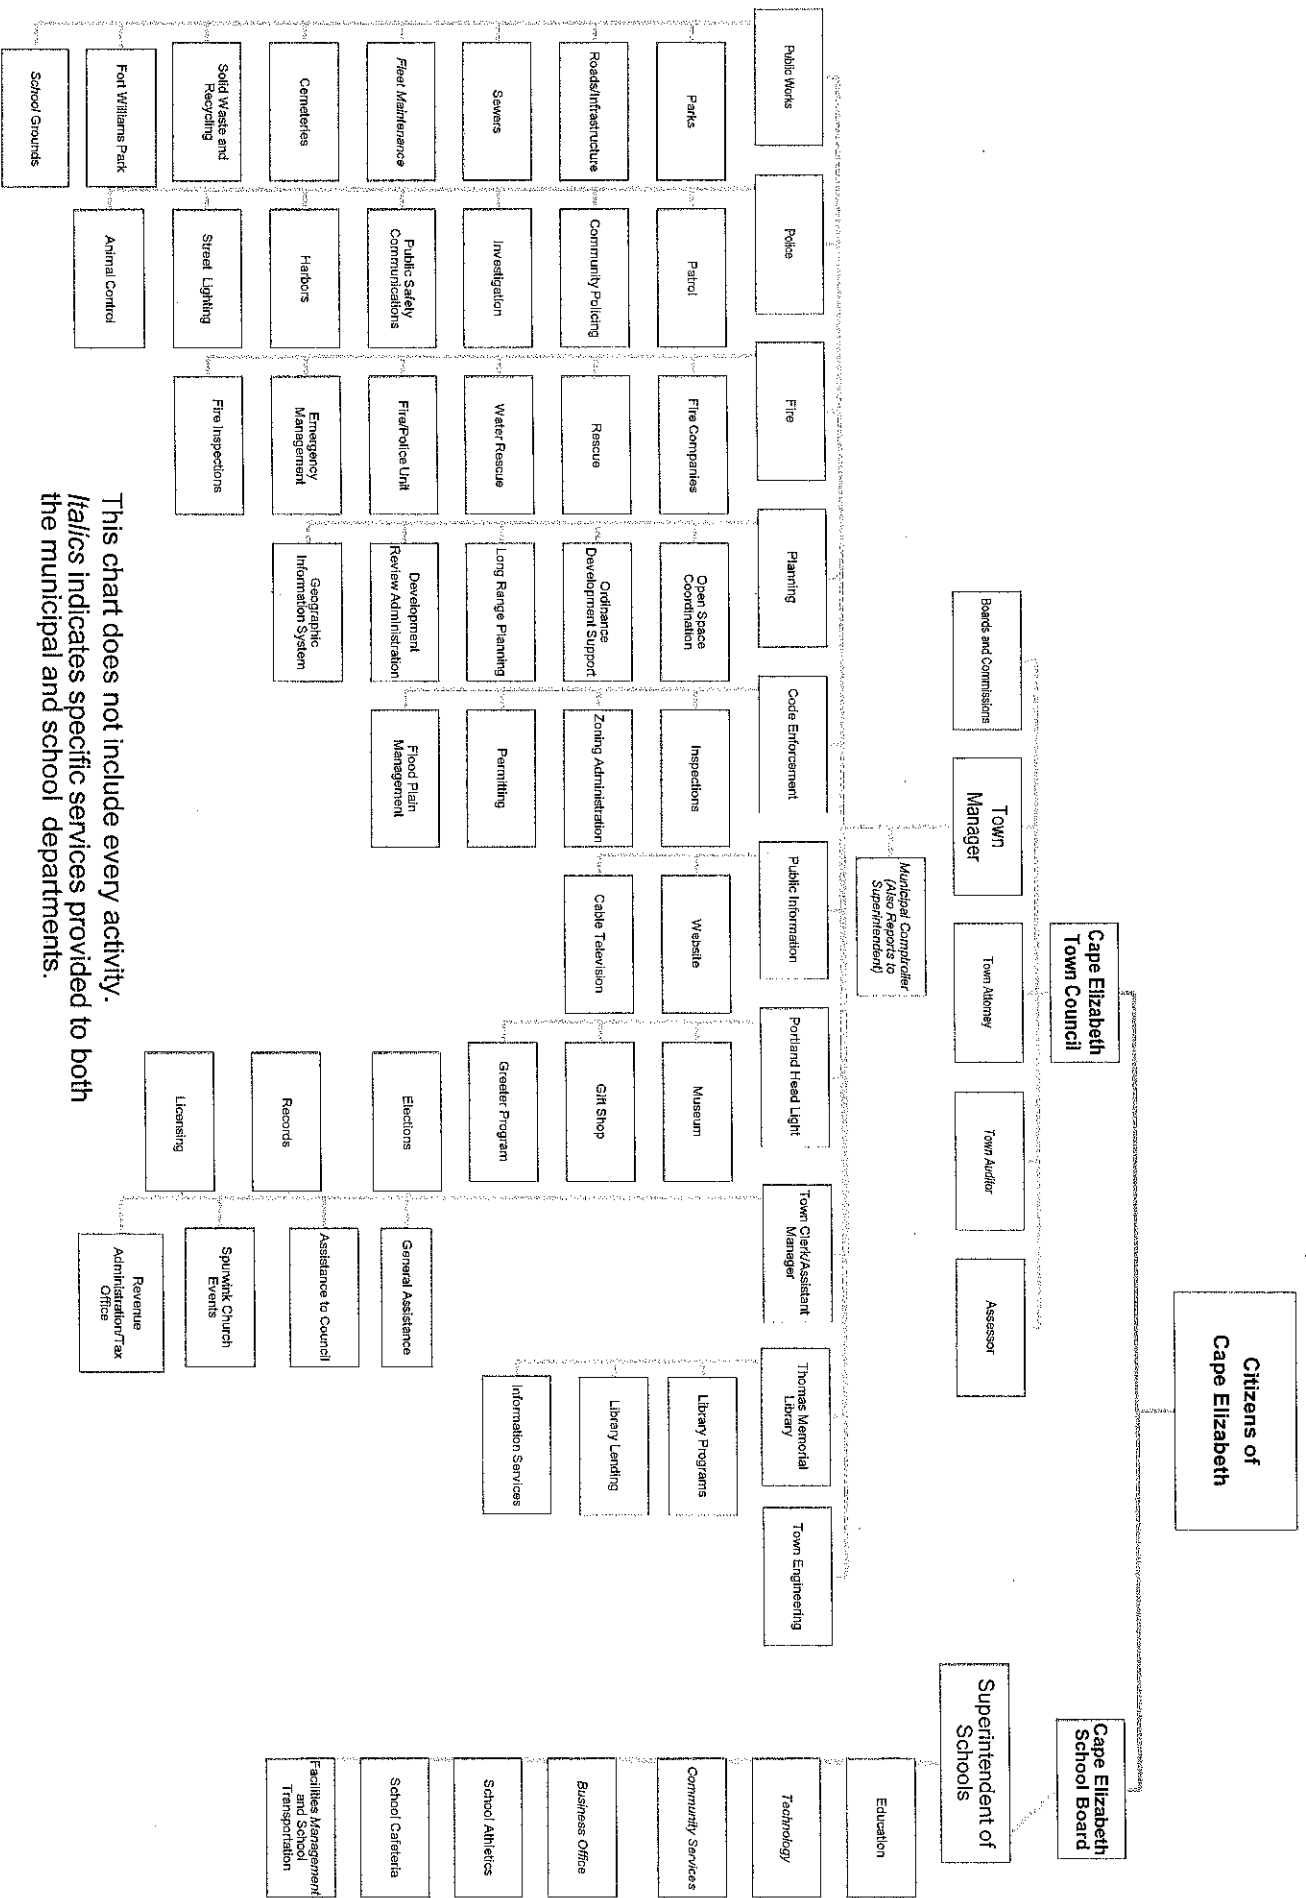 Citizens of
Cape Elizabeth
Cape Elizabeth
Town Council
Cape Elizabeth
School Board
Boards and Commissions
Town
Manager
Town Attorney
Town Auditor
Assessor
Superintendent of
Schools
Municipal Comptroller
(Also Reports to
Superintendent)
Public Works
Police
Fire
Planning
Code Enforcement
Public Information
Portland Head Light
Town Clerk/Assistant
Manager
Thomas Memorial
Library
Town Engineering
Parks
Roads/Infrastructure
Sewers
Fleet Maintenance
Cemeteries
Solid Waste and
Recycling
Fort Williams Park
School Grounds
Patrol
Community Policing
Investigation
Public Safety
Communications
Harbors
Street Lighting
Animal Control
Fire Companies
Rescue
Water Rescue
Fire/Police Unit
Emergency
Management
Fire Inspections
Open Space
Coordination
Ordinance
Development Support
Long Range Planning
Development
Review Administration
Geographic
Information System
Inspections
Zoning Administration
Permitting
Flood Plain
Management
Website
Cable Television
Museum
Gift Shop
Greeter Program
Elections
Records
Licensing
General Assistance
Assistance to Council
Spurwink Church
Events
Revenue
Administration/Tax
Office
Library Programs
Library Lending
Information Services
Education
Technology
Community Services
Business Office
School Athletics
School Cafeteria
Facilities Management
and School
Transportation
This chart does not include every activity.
Italics indicates specific services provided to both
the municipal and school departments.